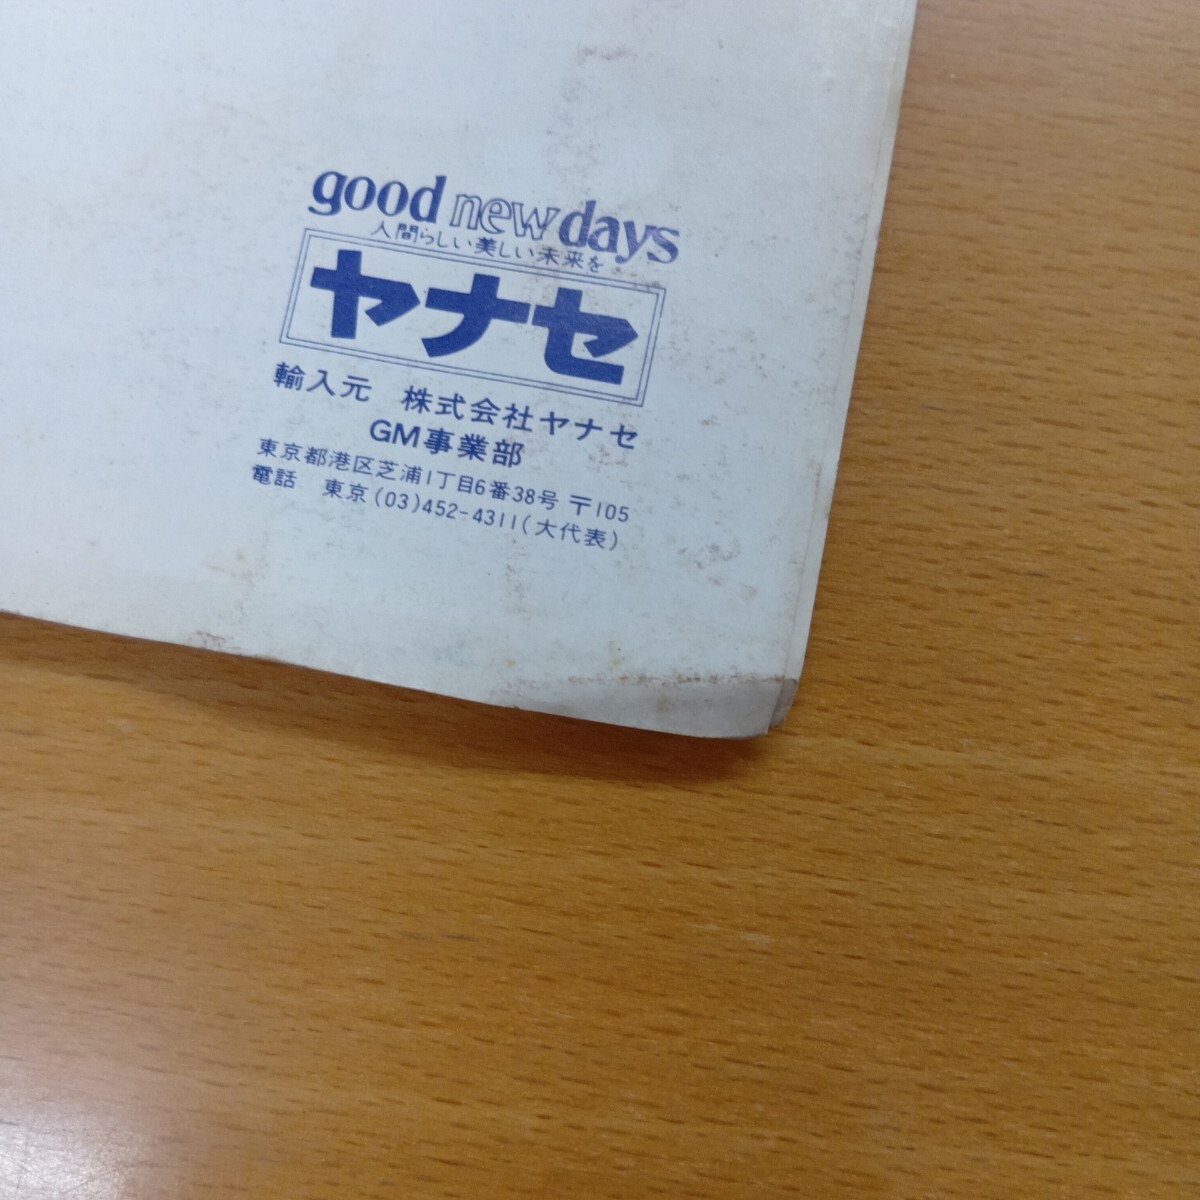 good new days
人間らしい美しい未来を
ヤナセ
輸入元 株式会社ヤナセ
GM事業部
東京都港区芝浦1丁目6番38号 〒105
電話 東京(03)452-4311(大代表)